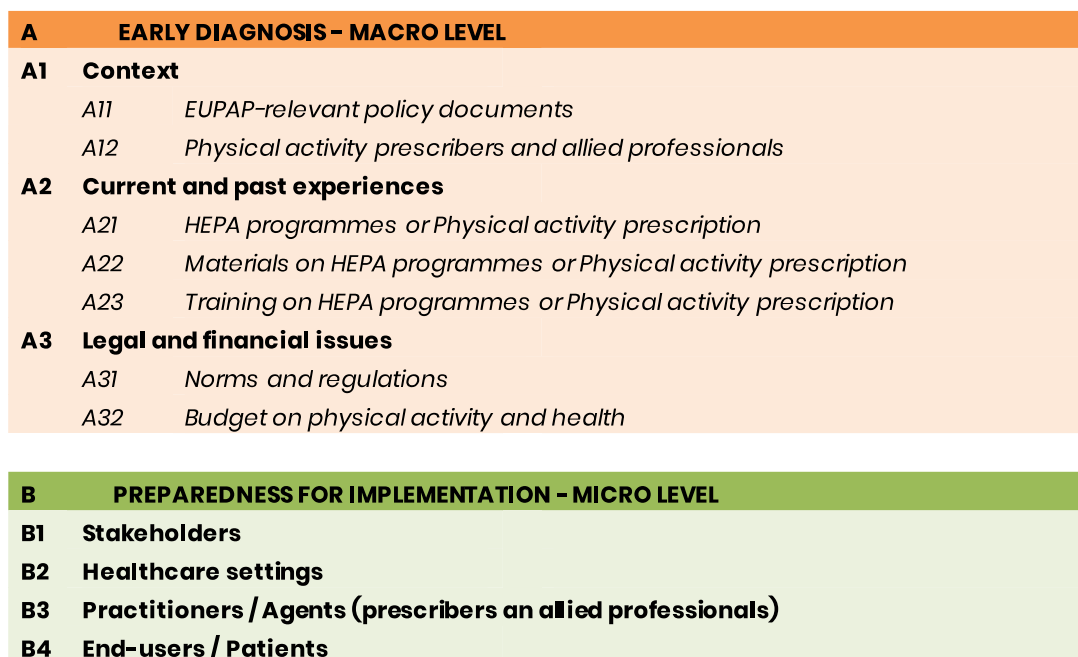 A EARLY DIAGNOSIS - MACRO LEVEL
A1 Context
A11 EUPAP-relevant policy documents
A12 Physical activity prescribers and allied professionals
A2 Current and past experiences
A21 HEPA programmes or Physical activity prescription
A22 Materials on HEPA programmes or Physical activity prescription
A23 Training on HEPA programmes or Physical activity prescription
A3 Legal and financial issues
A31 Norms and regulations
A32 Budget on physical activity and health
B PREPAREDNESS FOR IMPLEMENTATION - MICRO LEVEL
B1 Stakeholders
B2 Healthcare settings
B3 Practitioners / Agents (prescribers an allied professionals)
B4 End-users / Patients